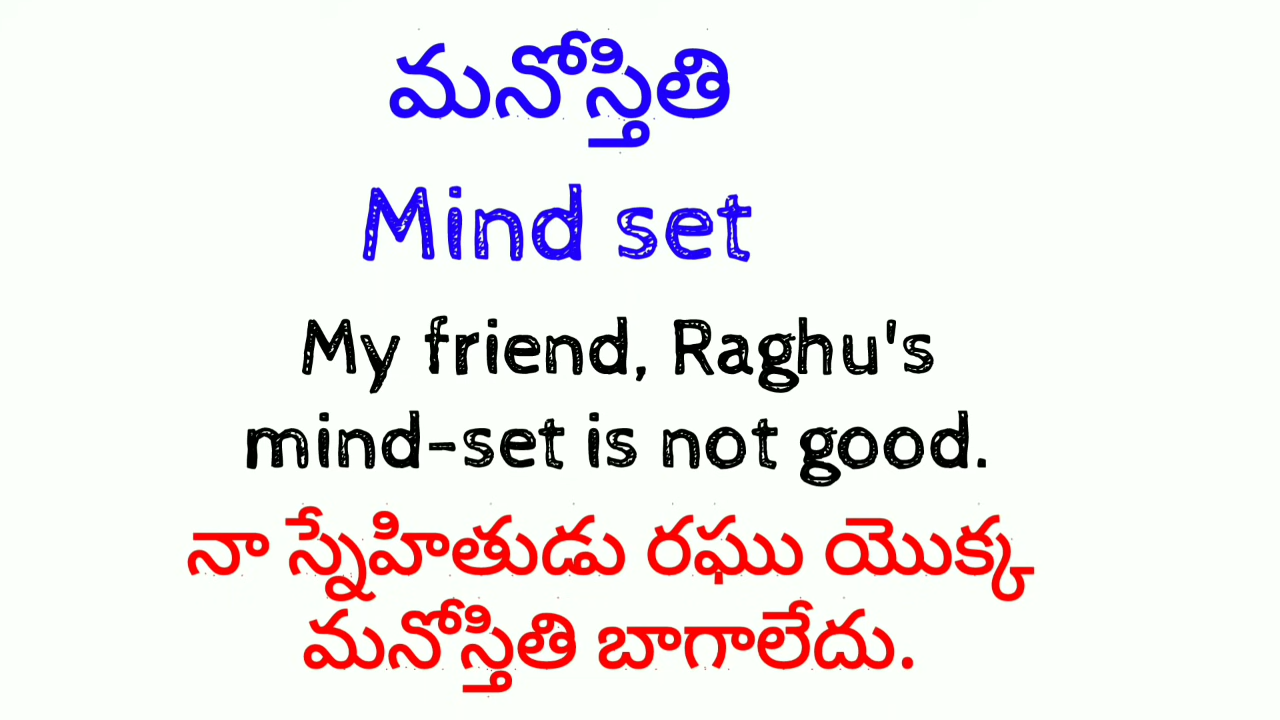 మనోస్తితి
Mind set
My friend, Raghu's
mind-set is not good.
నా స్నేహితుడు రఘు యొక్క
మనోస్తితి బాగాలేదు.